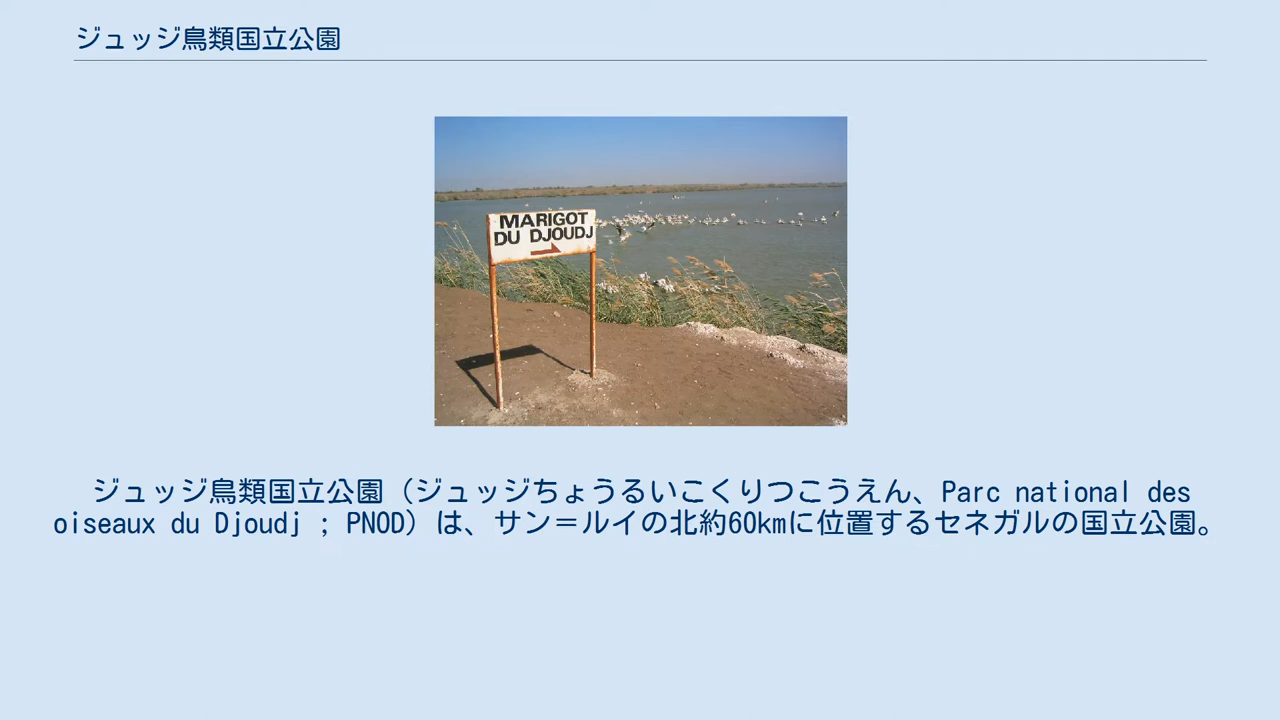 ジュッジ鳥類国立公園
MARIGOT
DU DJOUDJ
ジュッジ鳥類国立公園（ジュッジちょうるいこくりつこうえん、Parc national des
oiseaux du Djoudj ; PNOD）は、サン＝ルイの北約60kmに位置するセネガルの国立公園。